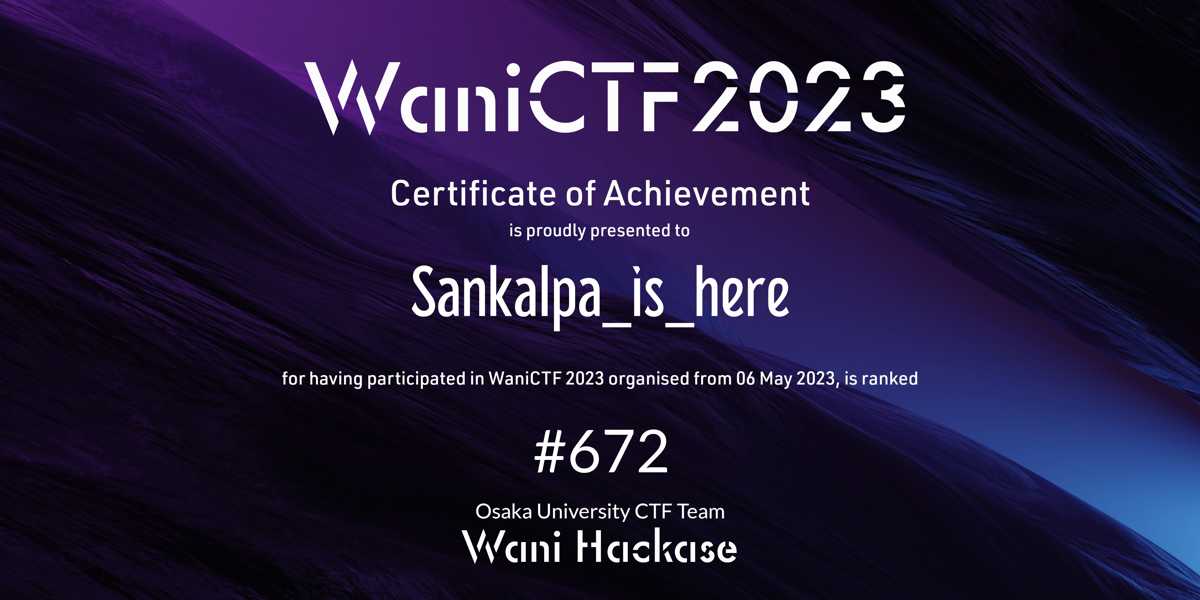 WaniCTF2023
Certificate of Achievement
is proudly presented to
Sankalpa_is_here
for having participated in WaniCTF 2023 organised from 06 May 2023, is ranked
#672
Osaka University CTF Team
Wani Hackase